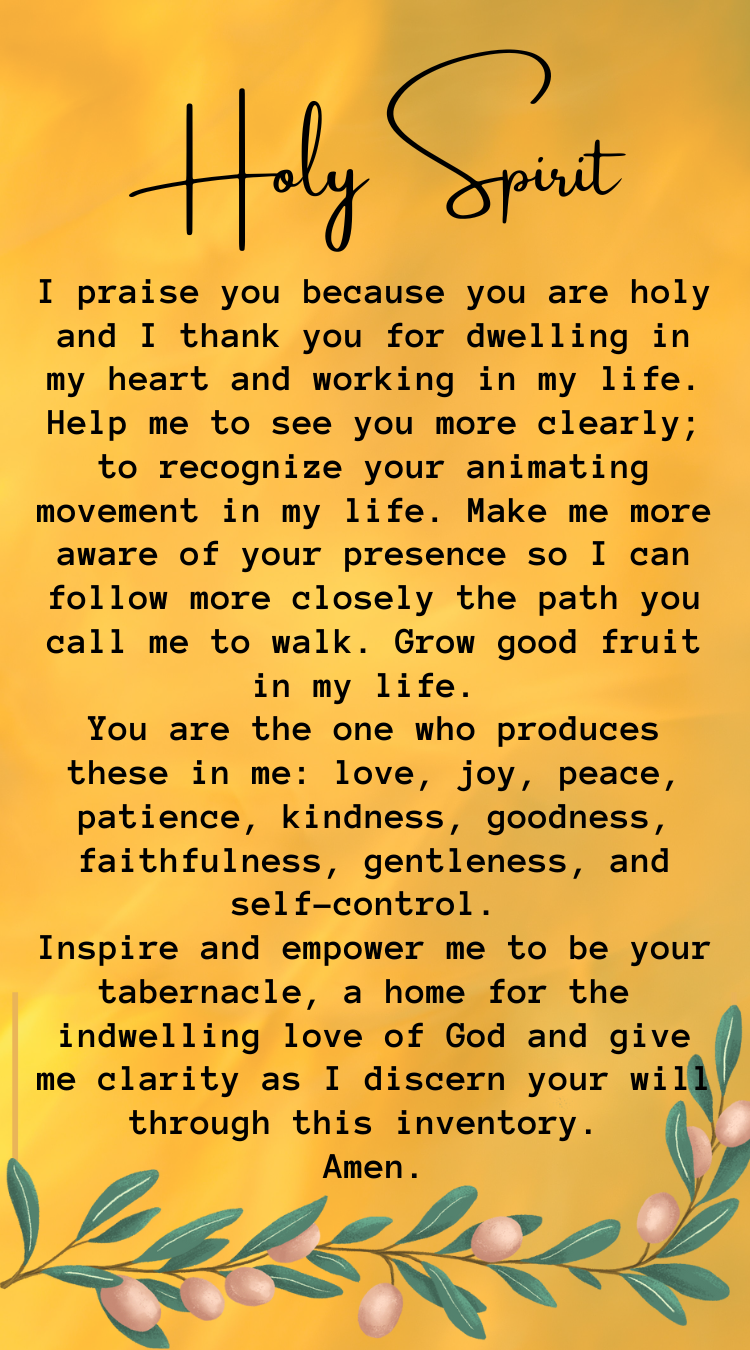 Holy Spirit
I praise you because you are holy
and I thank you for dwelling in
my heart and working in my life.
Help me to see you more clearly;
to recognize your animating
movement in my life. Make me more
aware of your presence so I can
follow more closely the path you
call me to walk. Grow good fruit
in my life.
You are the one who produces
these in me: love, joy, peace,
patience, kindness, goodness,
faithfulness, gentleness, and
self-control.
Inspire and empower me to be your
tabernacle, a home for the
indwelling love of God and give
me clarity as I discern your will
through this inventory.
Amen.